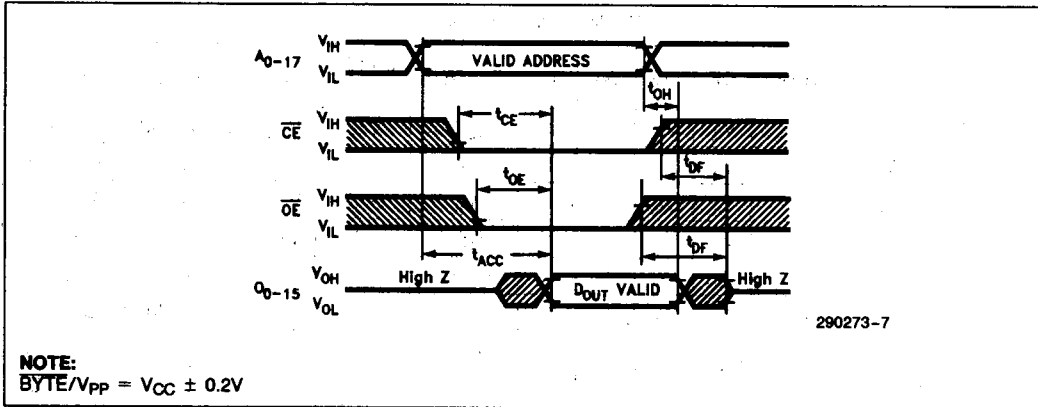 A0-17 VIH VIL VALID ADDRESS
tOH
CE VIH VIL tCE
tDF
OE VIH VIL tOE
tDF
tACC
O0-15 VOH VOL High Z DOUT VALID High Z
290273-7
NOTE:
BYTE/VPP = VCC ± 0.2V